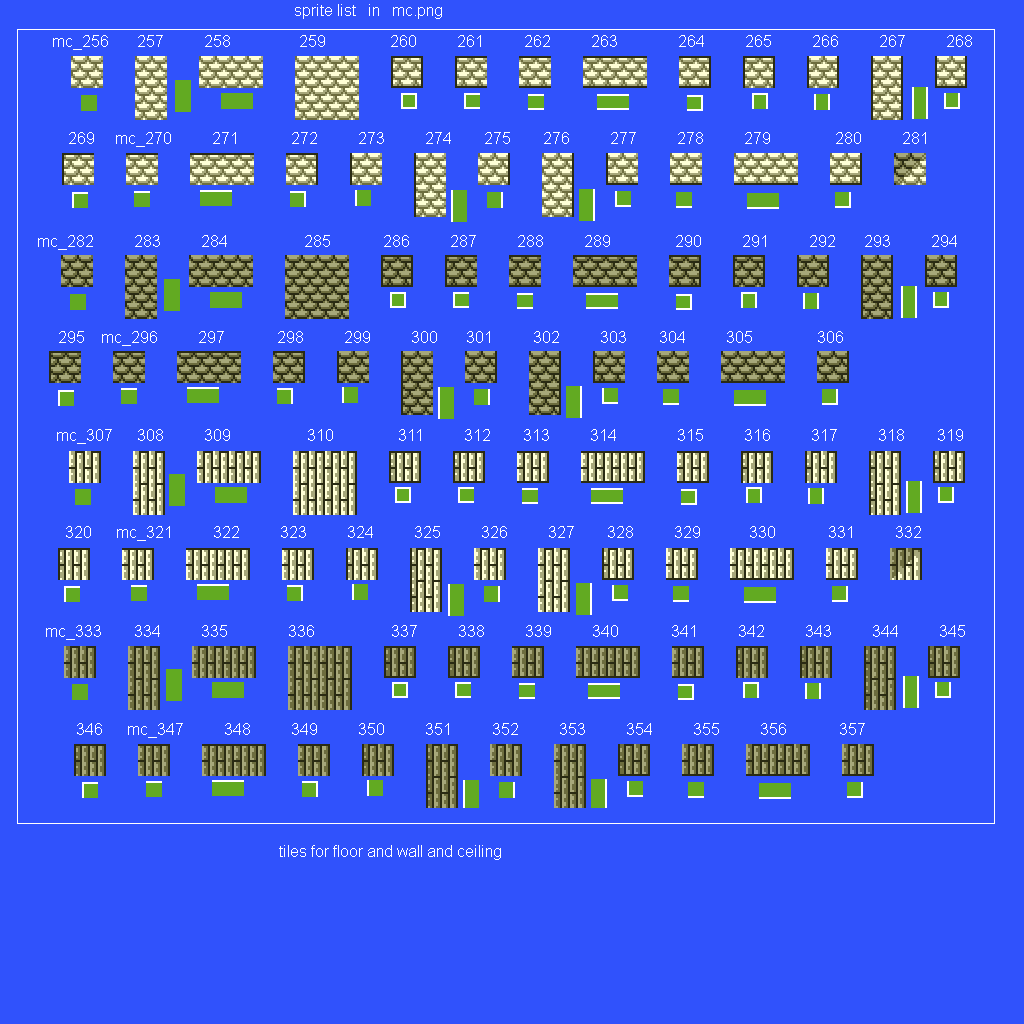 sprite list in mc.png
mc_256 257 258 259 260 261 262 263 264 265 266 267 268
269 mc_270 271 272 273 274 275 276 277 278 279 280 281
mc_282 283 284 285 286 287 288 289 290 291 292 293 294
295 mc_296 297 298 299 300 301 302 303 304 305 306
mc_307 308 309 310 311 312 313 314 315 316 317 318 319
320 mc_321 322 323 324 325 326 327 328 329 330 331 332
mc_333 334 335 336 337 338 339 340 341 342 343 344 345
346 mc_347 348 349 350 351 352 353 354 355 356 357
tiles for floor and wall and ceiling